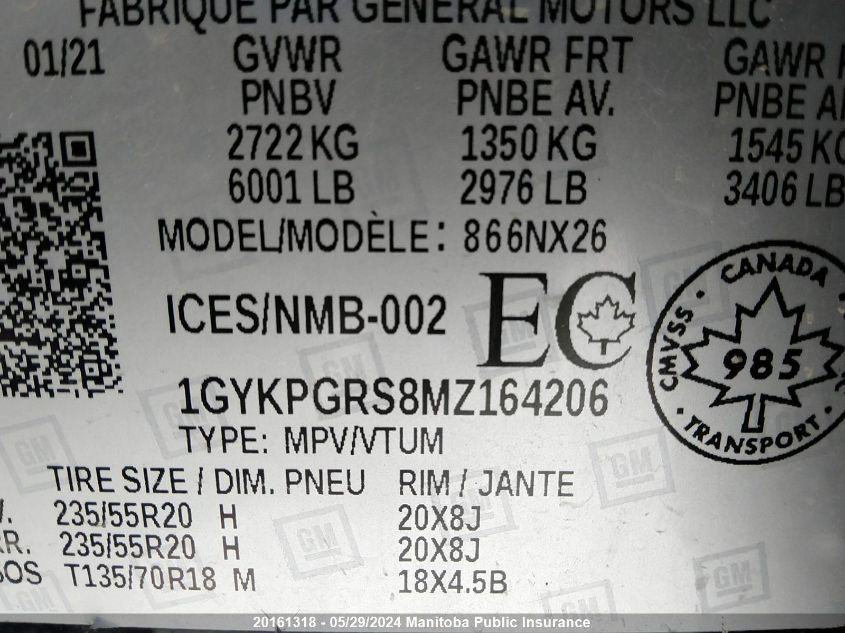 FABRIQUÉ PAR GENERAL MOTORS LLC
01/21 GVWR GAWR FRT GAWR
PNBV PNBE AV. PNBE
2722 KG 1350 KG 1545 KG
6001 LB 2976 LB 3406 LB
MODEL/MODÈLE: 866NX26
ICES/NMB-002 EC
CANADA
CMVSS • 985 • TRANSPORT
1GYKPGRS8MZ164206
TYPE: MPV/VTUM
TIRE SIZE / DIM. PNEU RIM / JANTE
235/55R20 H 20X8J
235/55R20 H 20X8J
T135/70R18 M 18X4.5B
GM
20161318 - 05/29/2024 Manitoba Public Insurance